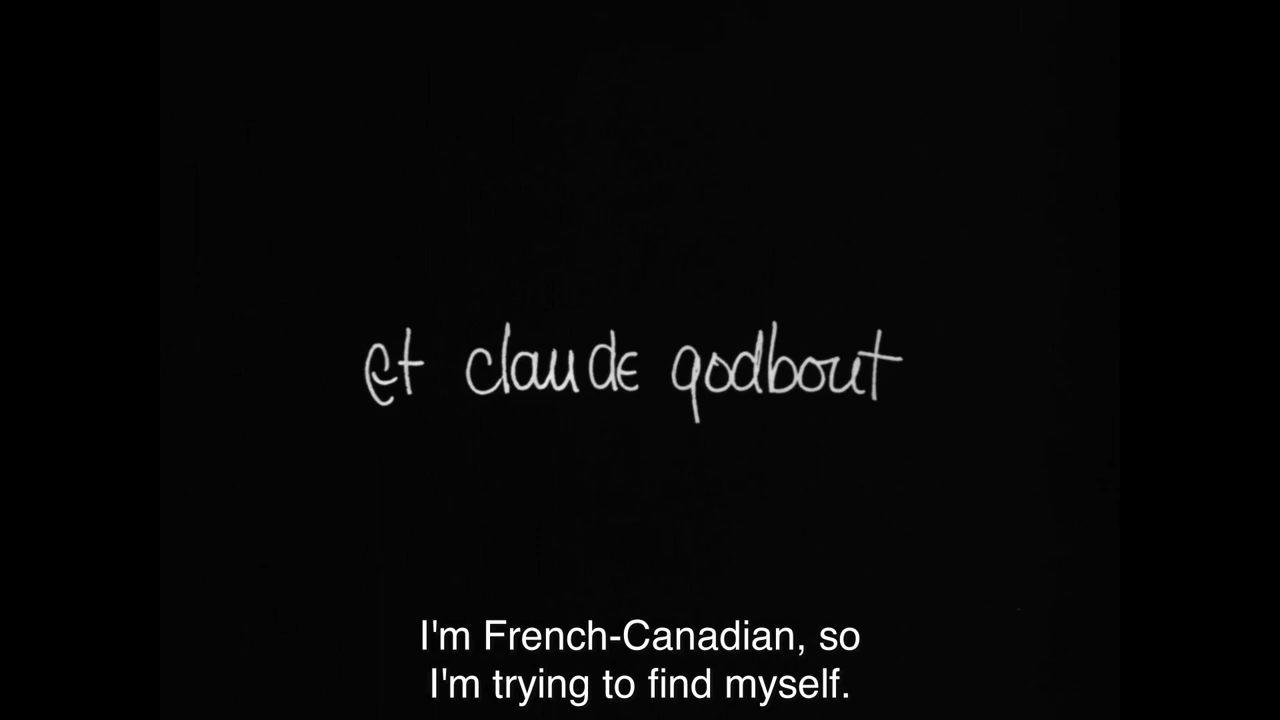 et claude godbout
I'm French-Canadian, so
I'm trying to find myself.